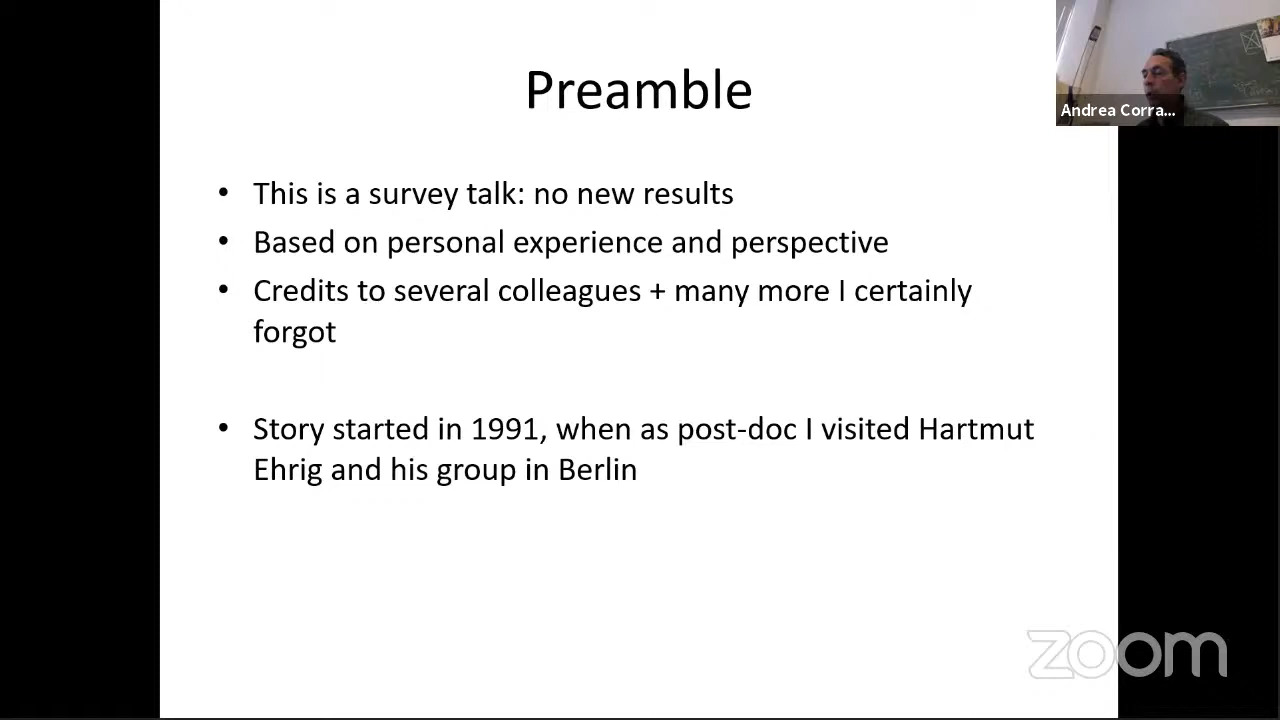 Preamble
Andrea Corra...
• This is a survey talk: no new results
• Based on personal experience and perspective
• Credits to several colleagues + many more I certainly
forgot
• Story started in 1991, when as post-doc I visited Hartmut
Ehrig and his group in Berlin
zoom